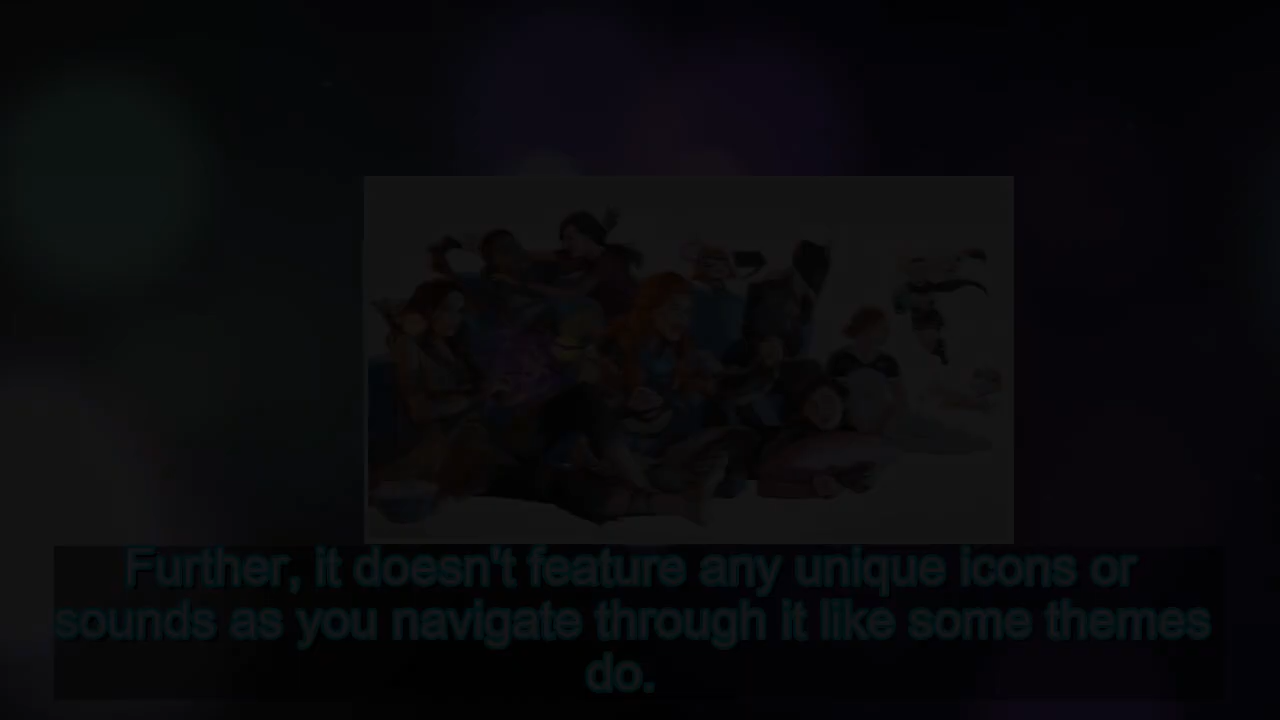 Further, it doesn't feature any unique icons or
sounds as you navigate through it like some themes
do.